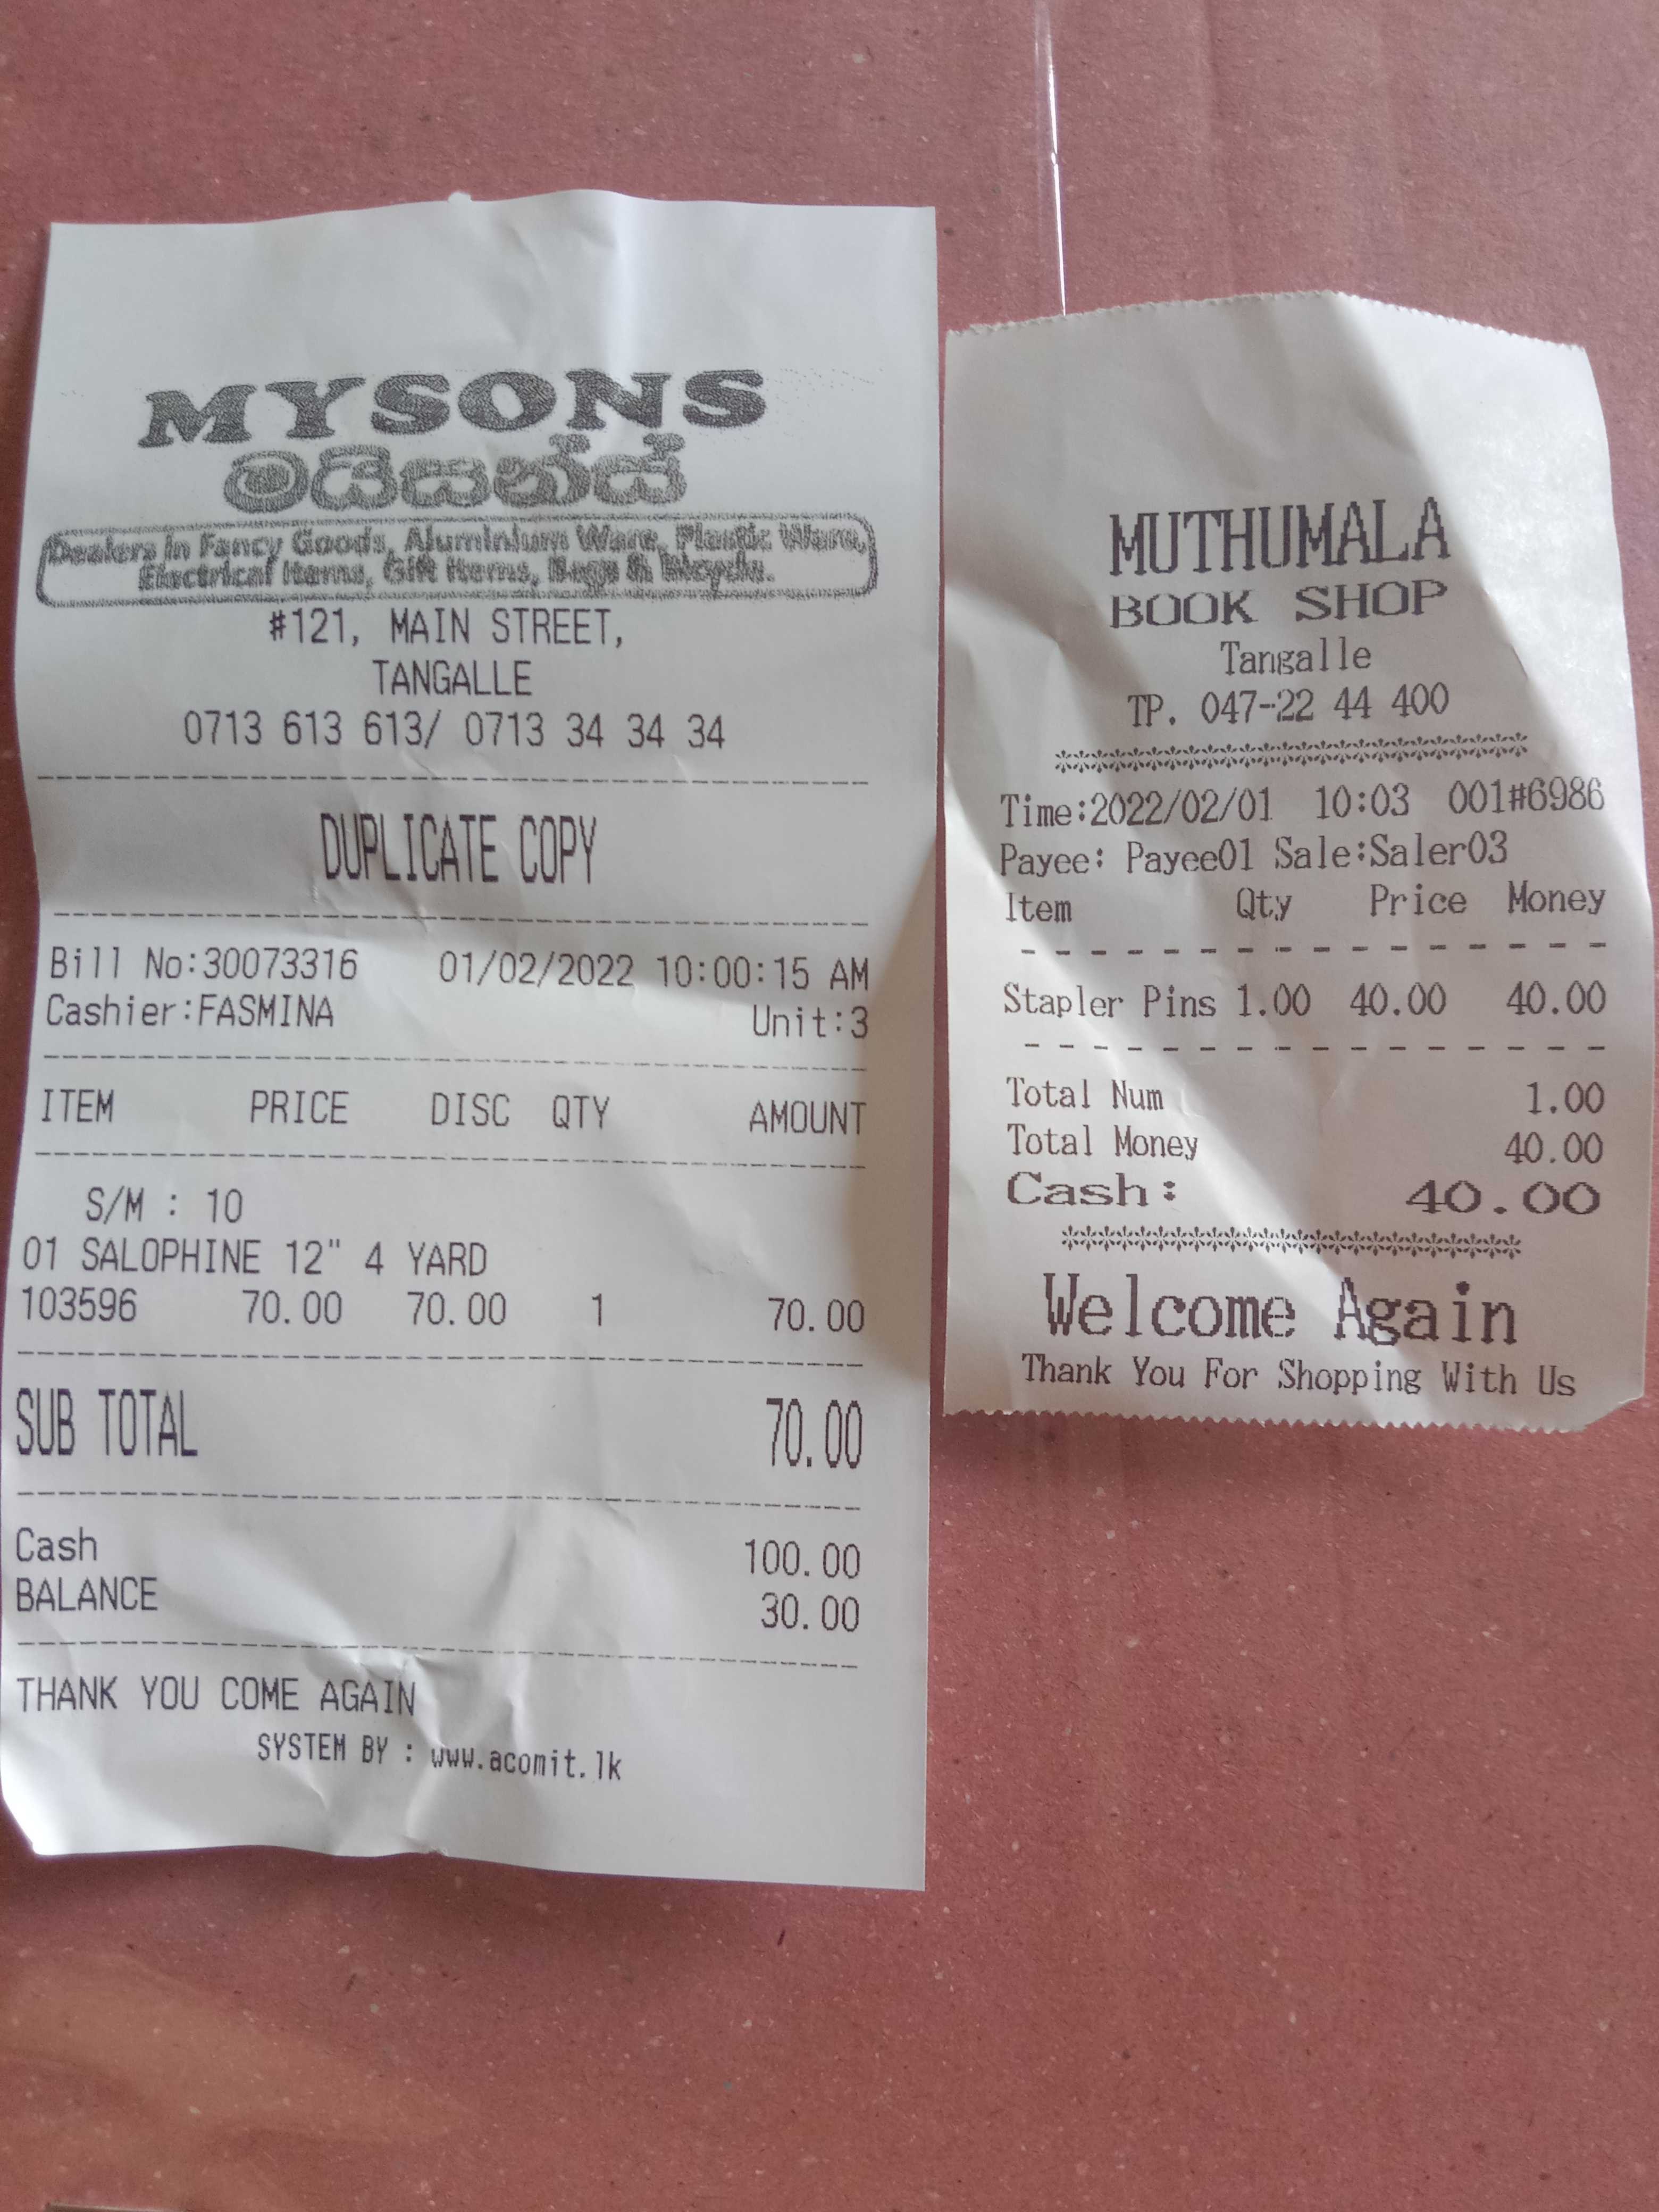 MYSONS
මයිසන්ස්
Dealers in Fancy Goods, Aluminium Ware, Plastic Ware,
Electrical Items, Gift Items, Bags & Bicycle.
#121, MAIN STREET,
TANGALLE
0713 613 613/ 0713 34 34 34
DUPLICATE COPY
Bill No:30073316 01/02/2022 10:00:15 AM
Cashier:FASMINA Unit:3
ITEM PRICE DISC QTY AMOUNT
S/M : 10
01 SALOPHINE 12" 4 YARD
103596 70.00 70.00 1 70.00
SUB TOTAL 70.00
Cash 100.00
BALANCE 30.00
THANK YOU COME AGAIN
SYSTEM BY : www.acomit.lk
MUTHUMALA
BOOK SHOP
Tangalle
TP. 047-22 44 400
Time:2022/02/01 10:03 001#6986
Payee: Payee01 Sale:Saler03
Item Qty Price Money
Stapler Pins 1.00 40.00 40.00
Total Num 1.00
Total Money 40.00
Cash: 40.00
Welcome Again
Thank You For Shopping With Us